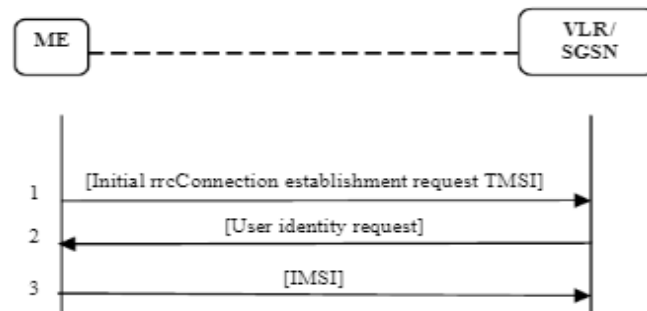 ME
VLR/
SGSN
1
[Initial rrcConnection establishment request TMSI]
2
[User identity request]
3
[IMSI]